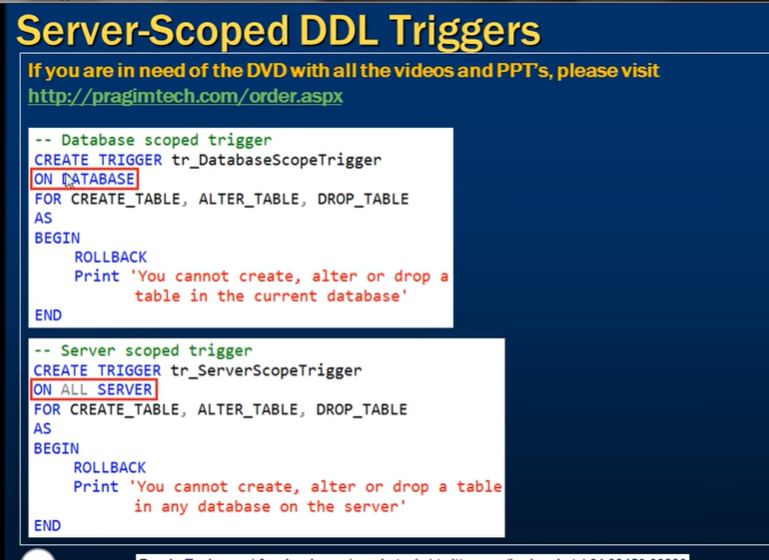 Server-Scoped DDL Triggers
If you are in need of the DVD with all the videos and PPT's, please visit
http://pragimtech.com/order.aspx
-- Database scoped trigger
CREATE TRIGGER tr_DatabaseScopeTrigger
ON DATABASE
FOR CREATE_TABLE, ALTER_TABLE, DROP_TABLE
AS
BEGIN
ROLLBACK
Print 'You cannot create, alter or drop a
table in the current database'
END
-- Server scoped trigger
CREATE TRIGGER tr_ServerScopeTrigger
ON ALL SERVER
FOR CREATE_TABLE, ALTER_TABLE, DROP_TABLE
AS
BEGIN
ROLLBACK
Print 'You cannot create, alter or drop a table
in any database on the server'
END